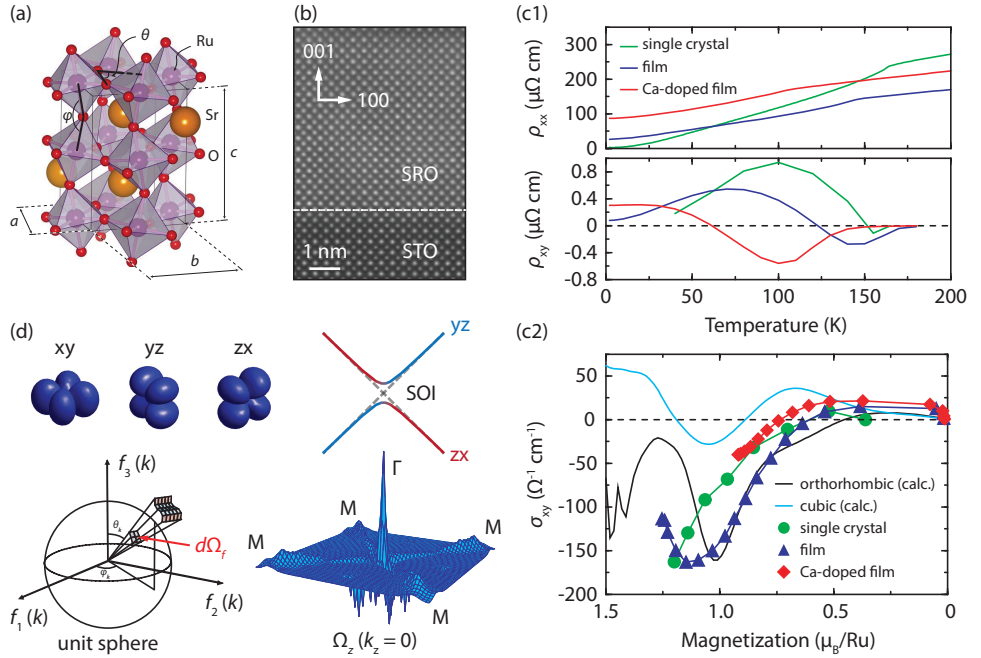 (a)
θ
Ru
φ
Sr
O
c
a
b
(b)
001
100
SRO
STO
1 nm
(c1)
300
200
100
0
ρxx (μΩ cm)
single crystal
film
Ca-doped film
0.8
0.4
0
-0.4
-0.8
ρxy (μΩ cm)
0 50 100 150 200
Temperature (K)
(d)
xy yz zx
yz
SOI
zx
f3 (k)
θk
dΩf
φk
f1 (k)
f2 (k)
unit sphere
Γ
M
M
M
M
Ωz (kz = 0)
(c2)
100
50
0
-50
-100
-150
-200
σxy (Ω-1 cm-1)
orthorhombic (calc.)
cubic (calc.)
single crystal
film
Ca-doped film
1.5 1.0 0.5 0
Magnetization (μB/Ru)